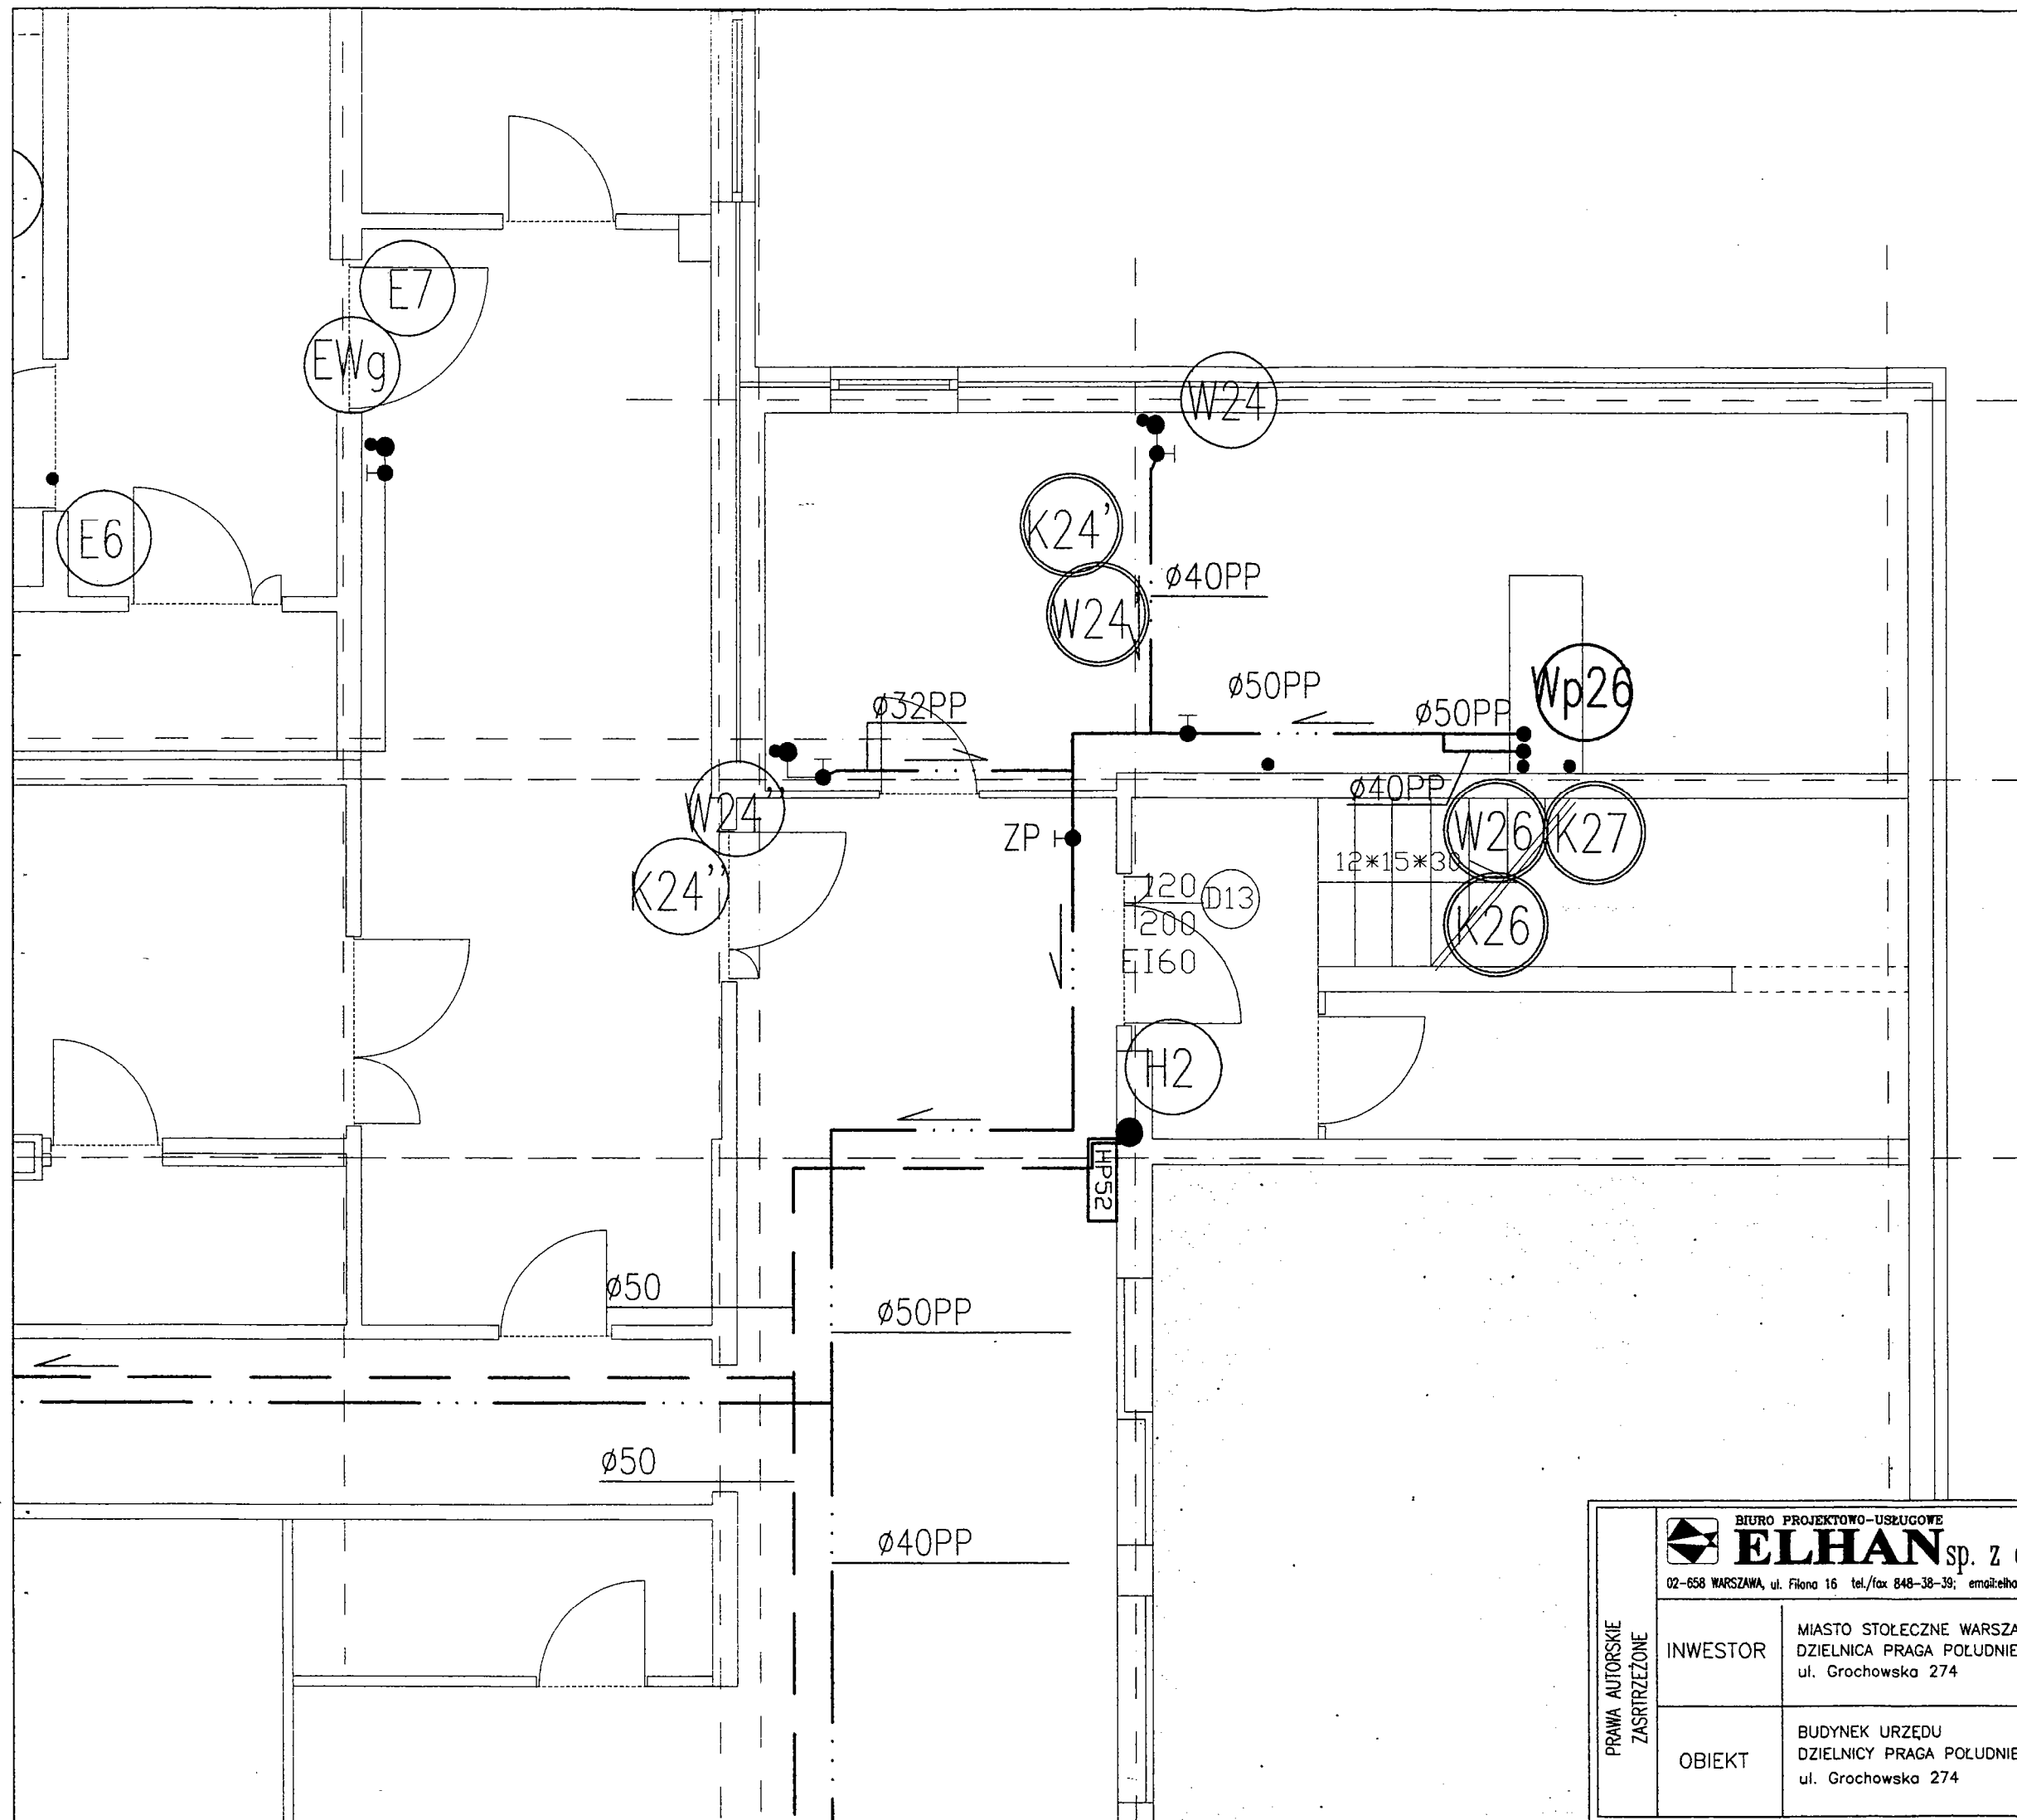 E7
EWg
W24
K24'
E6
ø40PP
W24
Wp26
ø50PP
ø32PP
ø50PP
ø40PP
W24''
ZP
W26
K27
12*15*30
K24''
120
D13
200
K26
EI60
H2
HP52
ø50
ø50PP
ø50
ø40PP
BIURO PROJEKTOWO-USŁUGOWE
ELHAN sp. z
02-658 WARSZAWA, ul. Filona 16 tel./fax 848-38-39; email:elha
PRAWA AUTORSKIE
ZASRTRZEŻONE
INWESTOR
MIASTO STOŁECZNE WARSZA
DZIELNICA PRAGA POŁUDNIE
ul. Grochowska 274
OBIEKT
BUDYNEK URZĘDU
DZIELNICY PRAGA POŁUDNIE
ul. Grochowska 274